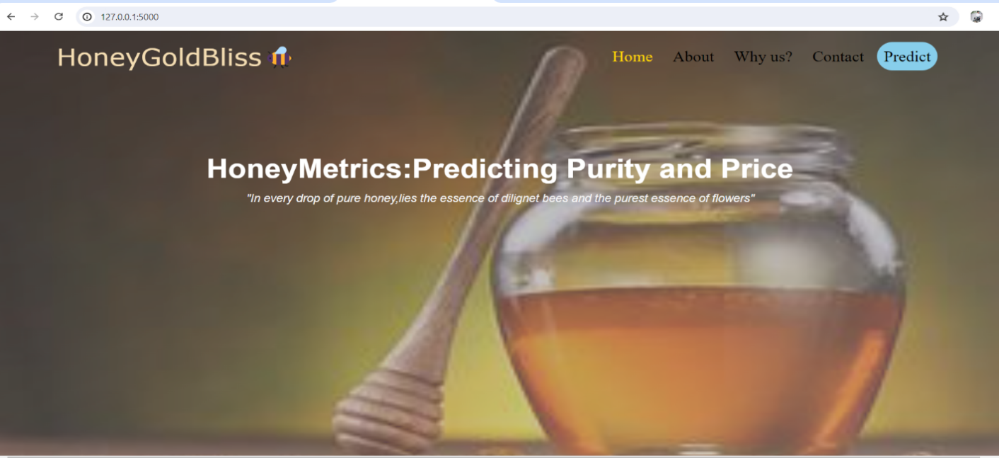 127.0.0.1:5000
HoneyGoldBliss
Home About Why us? Contact Predict
HoneyMetrics:Predicting Purity and Price
"In every drop of pure honey,lies the essence of dilignet bees and the purest essence of flowers"